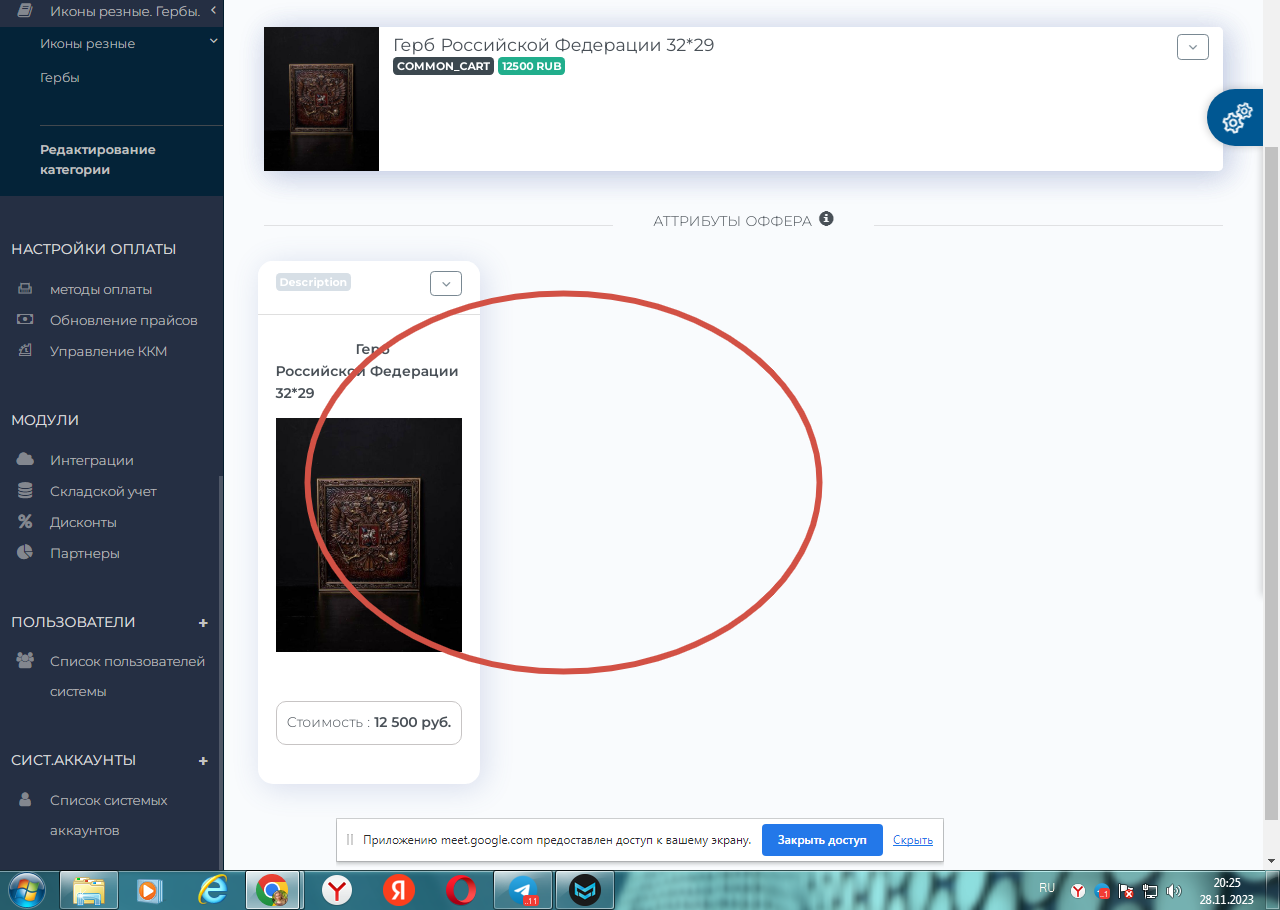 Иконы резные. Гербы.
Иконы резные
Гербы
Редактирование
категории
НАСТРОЙКИ ОПЛАТЫ
методы оплаты
Обновление прайсов
Управление ККМ
МОДУЛИ
Интеграции
Складской учет
Дисконты
Партнеры
ПОЛЬЗОВАТЕЛИ +
Список пользователей
системы
СИСТ.АККАУНТЫ +
Список системых
аккаунтов
Герб Российской Федерации 32*29
COMMON_CART 12500 RUB
АТТРИБУТЫ ОФФЕРА
Description
Герб
Российской Федерации
32*29
Стоимость : 12 500 руб.
Приложению meet.google.com предоставлен доступ к вашему экрану. Закрыть доступ Скрыть
RU
20:25
28.11.2023